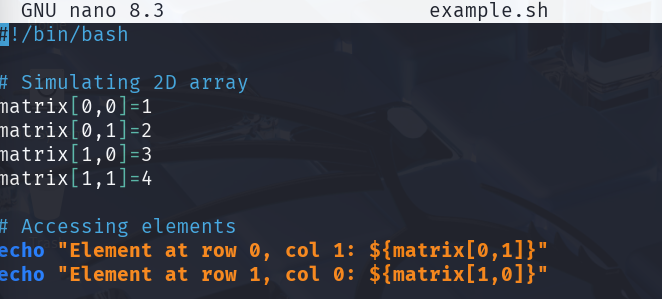 GNU nano 8.3 example.sh
#!/bin/bash
# Simulating 2D array
matrix[0,0]=1
matrix[0,1]=2
matrix[1,0]=3
matrix[1,1]=4
# Accessing elements
echo "Element at row 0, col 1: ${matrix[0,1]}"
echo "Element at row 1, col 0: ${matrix[1,0]}"